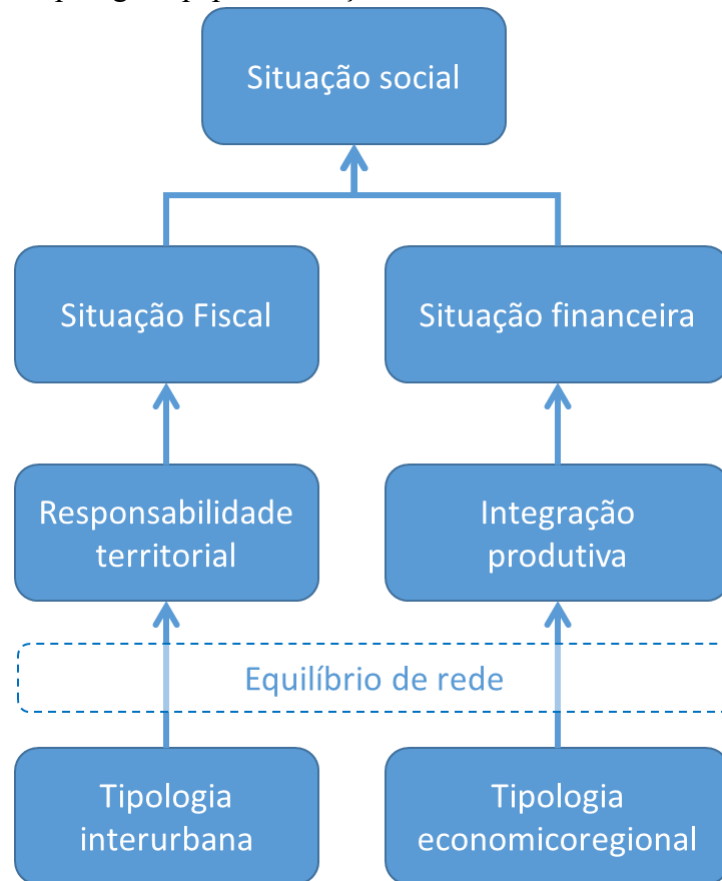 Situação social
Situação Fiscal
Situação financeira
Responsabilidade
territorial
Integração
produtiva
Equilíbrio de rede
Tipologia
interurbana
Tipologia
economicoregional